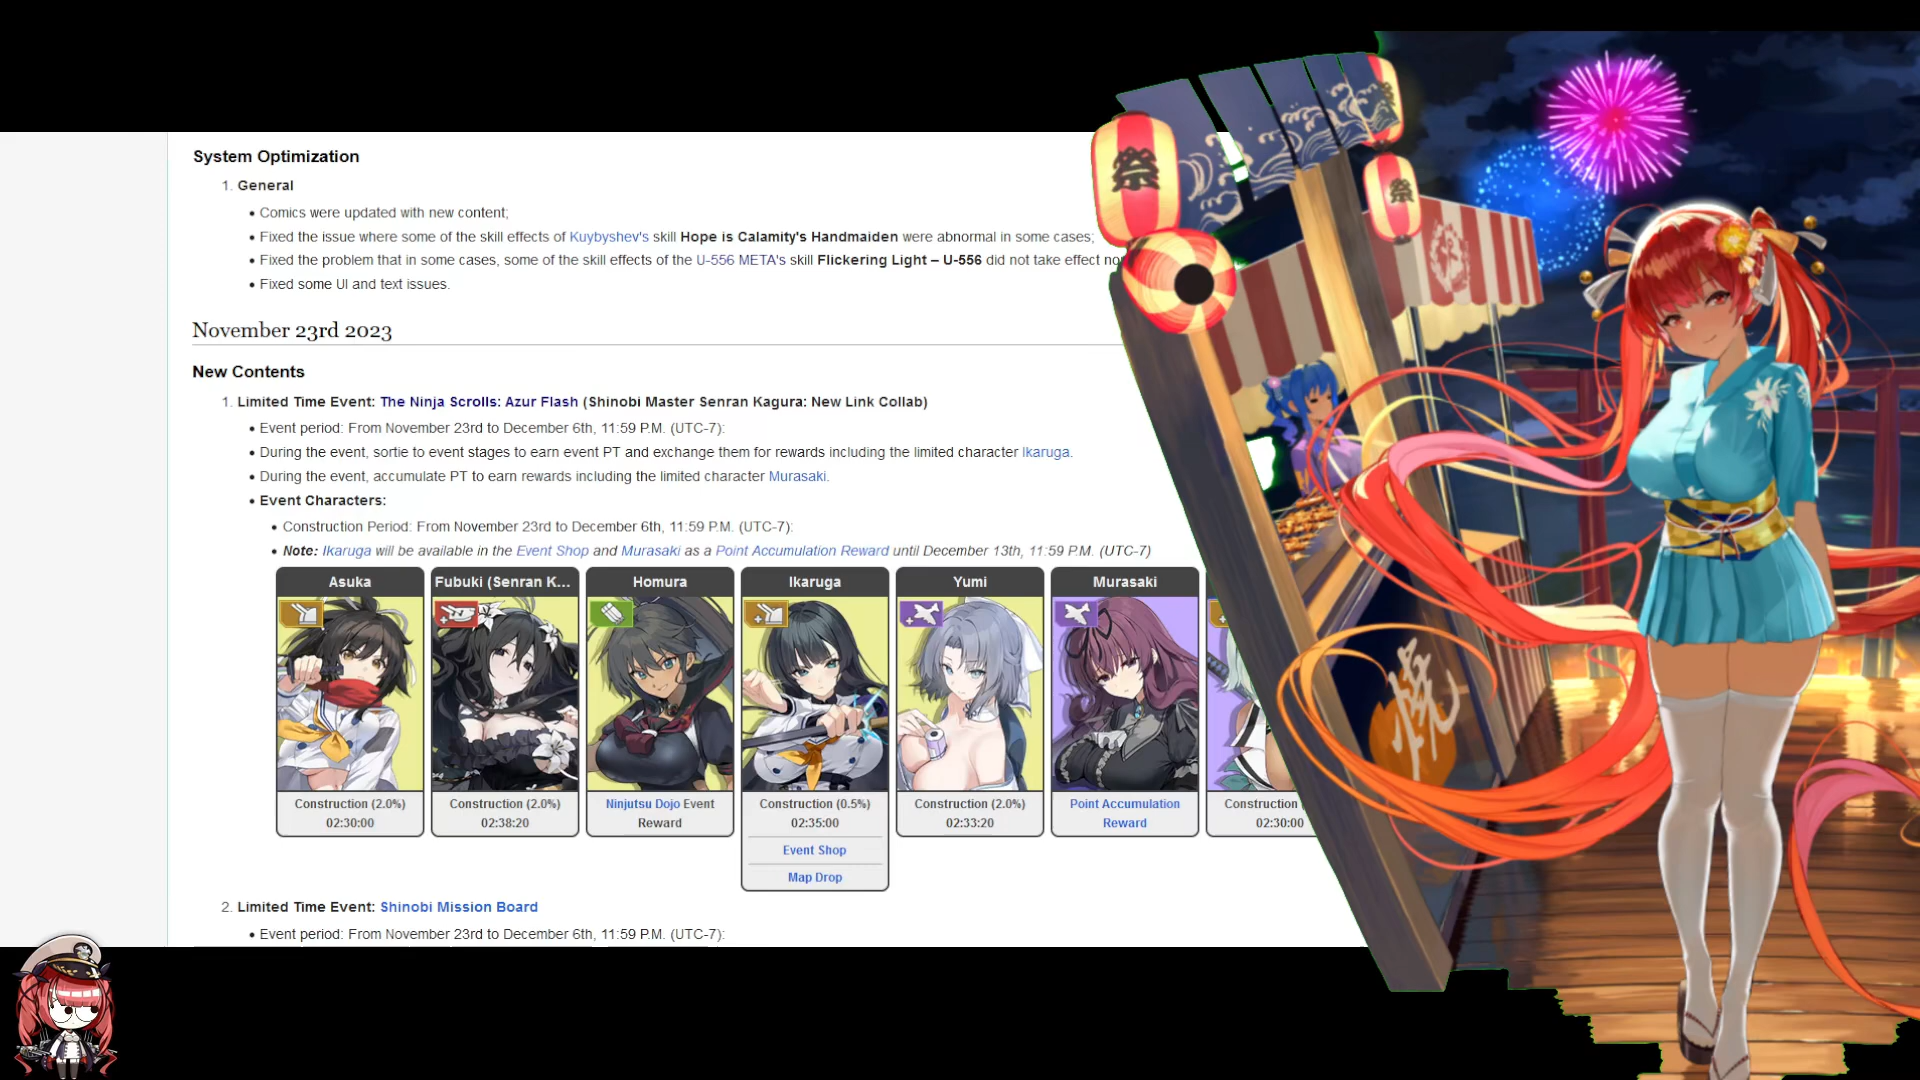 System Optimization
1. General
• Comics were updated with new content;
• Fixed the issue where some of the skill effects of Kuybyshev's skill Hope is Calamity's Handmaiden were abnormal in some cases;
• Fixed the problem that in some cases, some of the skill effects of the U-556 META's skill Flickering Light – U-556 did not take effect
• Fixed some UI and text issues.
November 23rd 2023
New Contents
1. Limited Time Event: The Ninja Scrolls: Azur Flash (Shinobi Master Senran Kagura: New Link Collab)
• Event period: From November 23rd to December 6th, 11:59 P.M. (UTC-7):
• During the event, sortie to event stages to earn event PT and exchange them for rewards including the limited character Ikaruga.
• During the event, accumulate PT to earn rewards including the limited character Murasaki.
• Event Characters:
• Construction Period: From November 23rd to December 6th, 11:59 P.M. (UTC-7):
• Note: Ikaruga will be available in the Event Shop and Murasaki as a Point Accumulation Reward until December 13th, 11:59 P.M. (UTC-7)
Asuka Fubuki (Senran K... Homura Ikaruga Yumi Murasaki
Construction (2.0%) Construction (2.0%) Ninjutsu Dojo Event Construction (0.5%) Construction (2.0%) Point Accumulation Construction
02:30:00 02:38:20 Reward 02:35:00 02:33:20 Reward 02:30:00
Event Shop
Map Drop
2. Limited Time Event: Shinobi Mission Board
• Event period: From November 23rd to December 6th, 11:59 P.M. (UTC-7):
祭
祭